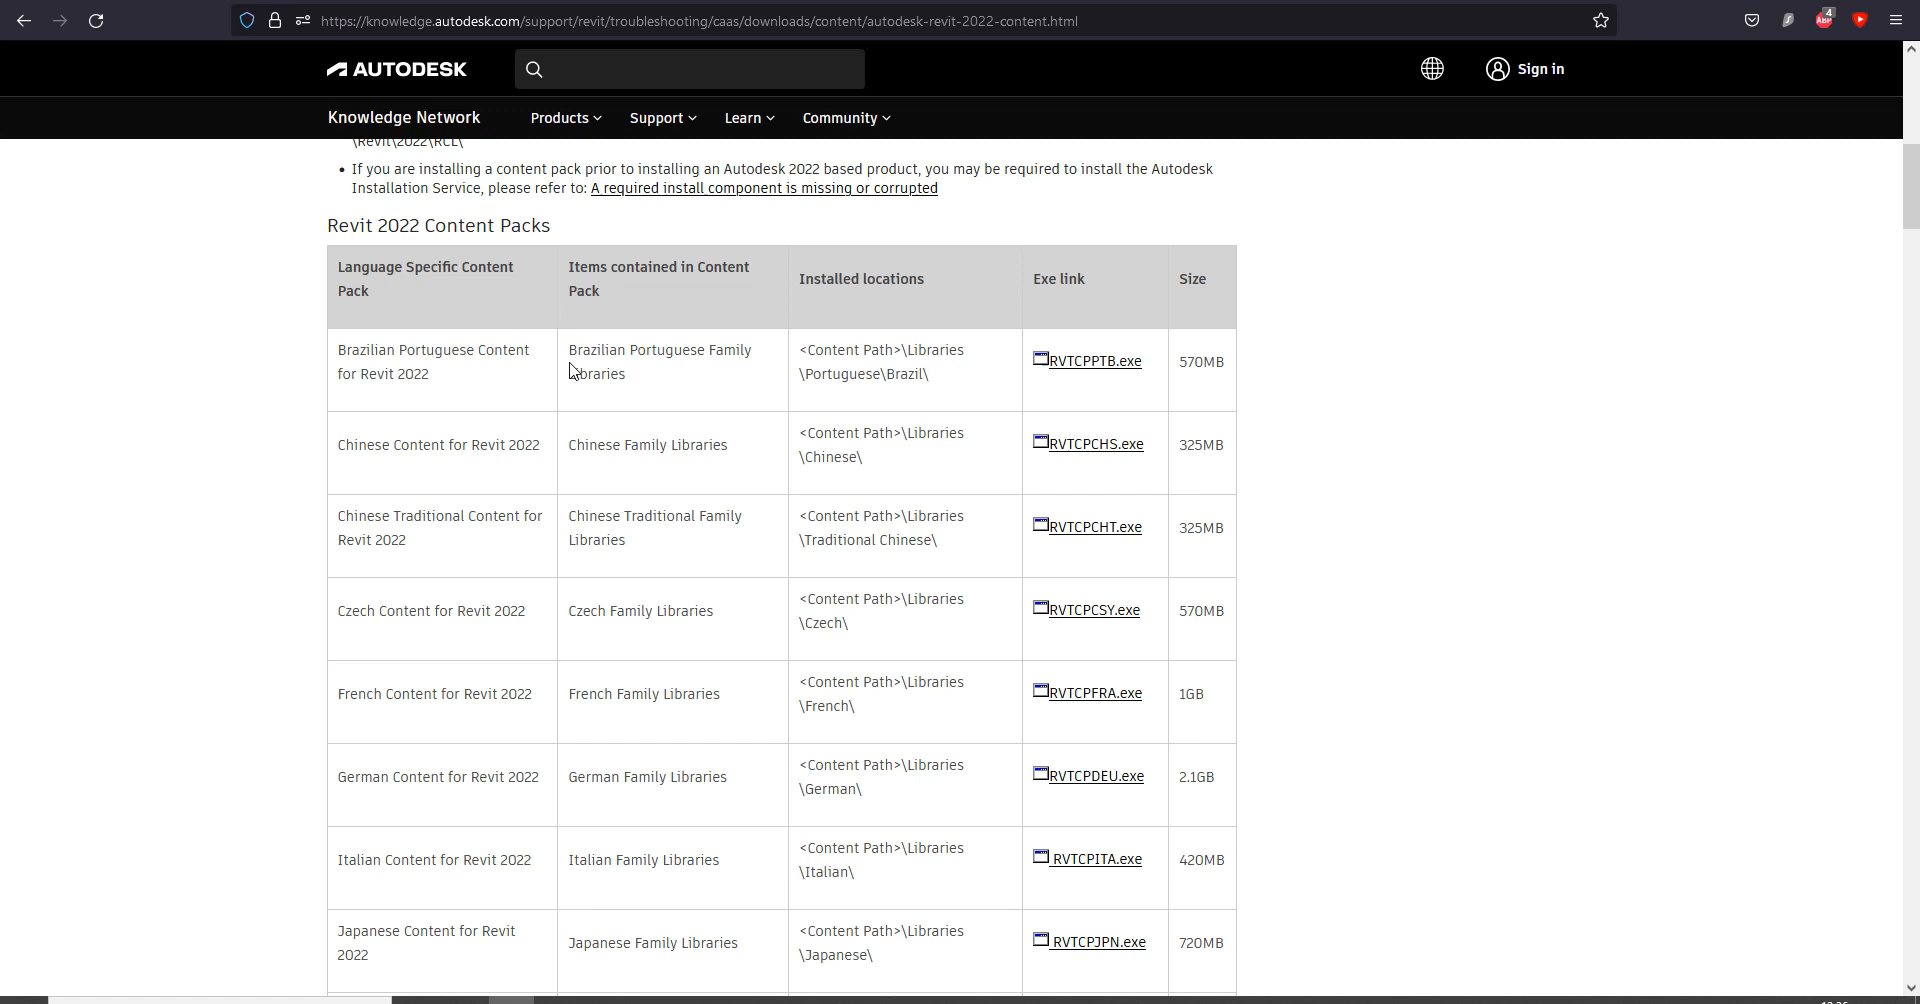 https://knowledge.autodesk.com/support/revit/troubleshooting/caas/downloads/content/autodesk-revit-2022-content.html
4
ABP
AUTODESK
Sign in
Knowledge Network
Products
Support
Learn
Community
\Revit\2022\RCL\
• If you are installing a content pack prior to installing an Autodesk 2022 based product, you may be required to install the Autodesk
Installation Service, please refer to: A required install component is missing or corrupted
Revit 2022 Content Packs
Language Specific Content
Pack
Items contained in Content
Pack
Installed locations
Exe link
Size
Brazilian Portuguese Content
for Revit 2022
Brazilian Portuguese Family
Libraries
<Content Path>\Libraries
\Portuguese\Brazil\
RVTCPPTB.exe
570MB
Chinese Content for Revit 2022
Chinese Family Libraries
<Content Path>\Libraries
\Chinese\
RVTCPCHS.exe
325MB
Chinese Traditional Content for
Revit 2022
Chinese Traditional Family
Libraries
<Content Path>\Libraries
\Traditional Chinese\
RVTCPCHT.exe
325MB
Czech Content for Revit 2022
Czech Family Libraries
<Content Path>\Libraries
\Czech\
RVTCPCSY.exe
570MB
French Content for Revit 2022
French Family Libraries
<Content Path>\Libraries
\French\
RVTCPFRA.exe
1GB
German Content for Revit 2022
German Family Libraries
<Content Path>\Libraries
\German\
RVTCPDEU.exe
2.1GB
Italian Content for Revit 2022
Italian Family Libraries
<Content Path>\Libraries
\Italian\
RVTCPITA.exe
420MB
Japanese Content for Revit
2022
Japanese Family Libraries
<Content Path>\Libraries
\Japanese\
RVTCPJPN.exe
720MB